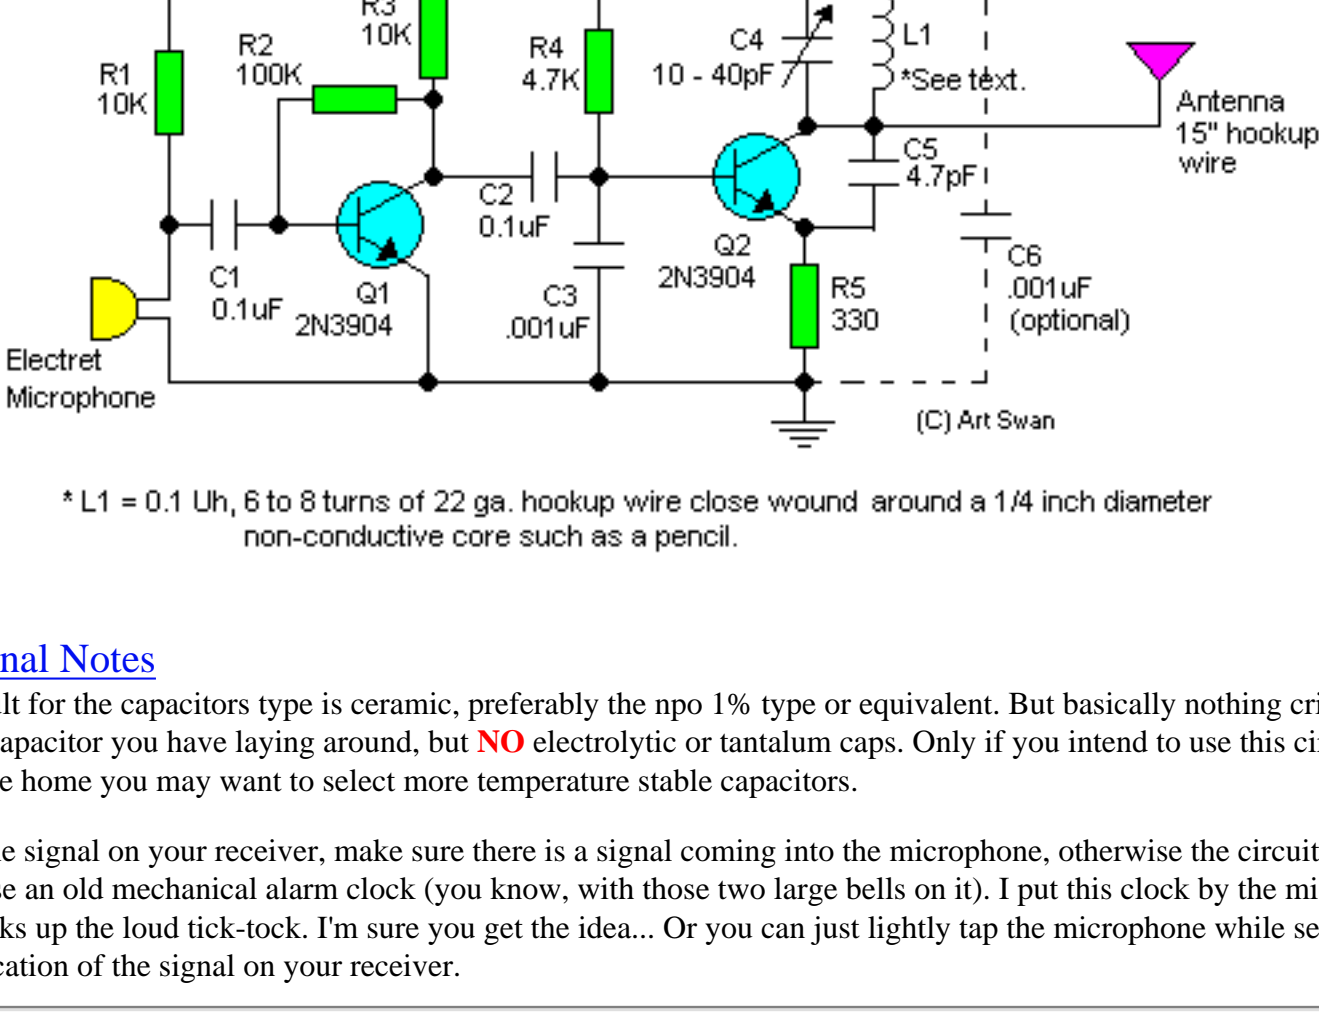 R3
10K
R2
100K
R1
10K
R4
4.7K
C4
10 - 40pF
L1
*See text.
Antenna
15" hookup
wire
C5
4.7pF
C2
0.1uF
Q2
2N3904
C6
.001uF
(optional)
C1
0.1uF
Q1
2N3904
C3
.001uF
R5
330
Electret
Microphone
(C) Art Swan
* L1 = 0.1 Uh, 6 to 8 turns of 22 ga. hookup wire close wound around a 1/4 inch diameter
non-conductive core such as a pencil.
nal Notes
lt for the capacitors type is ceramic, preferably the npo 1% type or equivalent. But basically nothing cri
apacitor you have laying around, but NO electrolytic or tantalum caps. Only if you intend to use this ci
e home you may want to select more temperature stable capacitors.
e signal on your receiver, make sure there is a signal coming into the microphone, otherwise the circuit
se an old mechanical alarm clock (you know, with those two large bells on it). I put this clock by the mi
ks up the loud tick-tock. I'm sure you get the idea... Or you can just lightly tap the microphone while se
cation of the signal on your receiver.